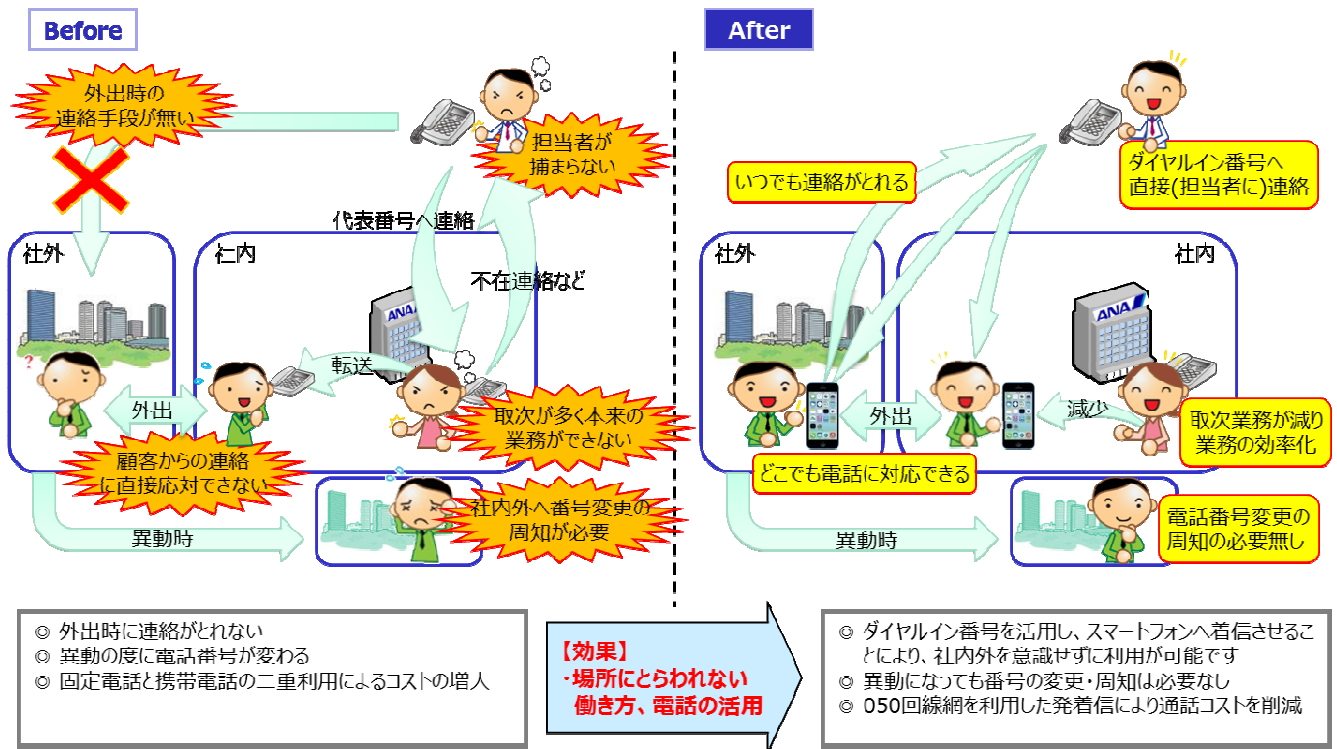 Before
外出時の
連絡手段が無い
担当者が
捕まらない
代表番号へ連絡
不在連絡など
社外
社内
ANA
転送
?
外出
取次が多く本来の
業務ができない
顧客からの連絡
に直接応対できない
社内外へ番号変更の
周知が必要
異動時
◎ 外出時に連絡がとれない
◎ 異動の度に電話番号が変わる
◎ 固定電話と携帯電話の二重利用によるコストの増人
【効果】
・場所にとらわれない
働き方、電話の活用
After
いつでも連絡がとれる
ダイヤルイン番号へ
直接(担当者に)連絡
社外
社内
ANA
外出
減少
取次業務が減り
業務の効率化
どこでも電話に対応できる
電話番号変更の
周知の必要無し
異動時
◎ ダイヤルイン番号を活用し、スマートフォンへ着信させるこ
とにより、社内外を意識せずに利用が可能です
◎ 異動になっても番号の変更・周知は必要なし
◎ 050回線網を利用した発着信により通話コストを削減